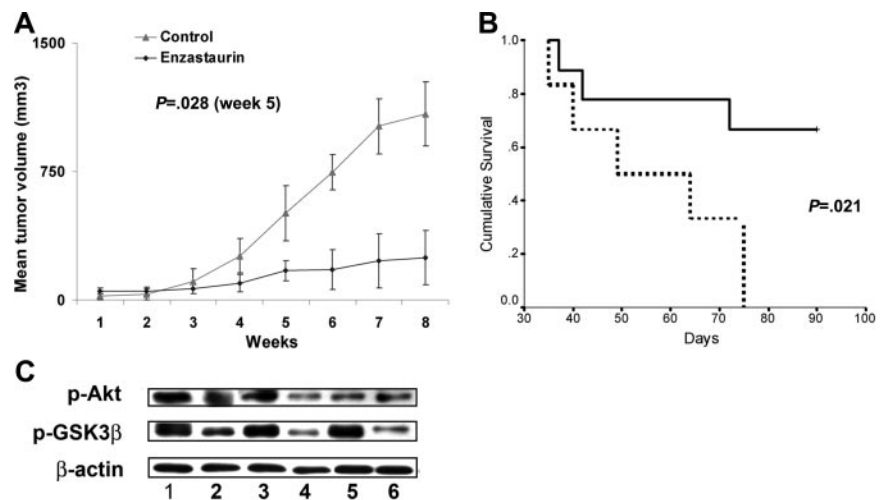 A
1500
Control
Enzastaurin
P=.028 (week 5)
750
0
Mean tumor volume (mm3)
1 2 3 4 5 6 7 8
Weeks
B
1.0
.8
.6
.4
.2
0.0
Cumulative Survival
P=.021
30 40 50 60 70 80 90 100
Days
C
p-Akt
p-GSK3β
β-actin
1 2 3 4 5 6